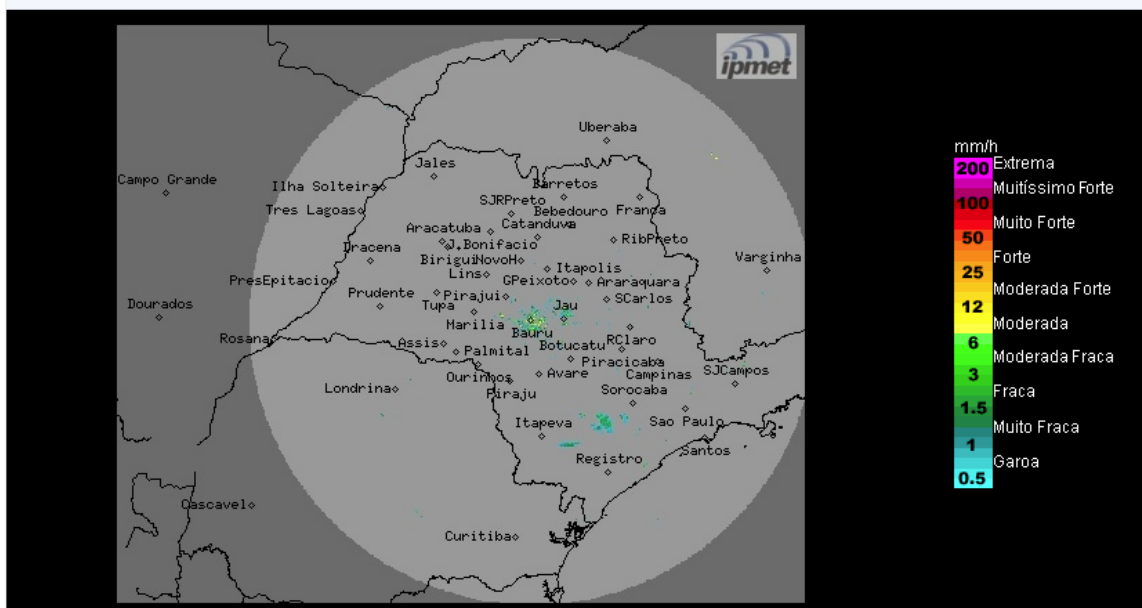 ipmet
Uberaba
Jales
Campo Grande
Ilha Solteira
Barretos
SJRPreto
Tres Lagoas
Bebedouro Franca
Catanduva
Aracatuba
RibPreto
J.Bonifacio
Dracena
Birigui NovoH
Itapolis
Varginha
Lins
PresEpitacio
GPeixoto
Araraquara
Prudente
Pirajui
SCarlos
Dourados
Tupa
Jau
Marilia
Bauru
Rosana
Assis
Botucatu
RClaro
Palmital
Piracicaba
Ourinhos
Avare
Campinas
SJCampos
Londrina
Piraju
Sorocaba
Itapeva
Sao Paulo
Santos
Registro
Cascavel
Curitiba
mm/h
200 Extrema
Muitíssimo Forte
100
Muito Forte
50
Forte
25
Moderada Forte
12
Moderada
6
Moderada Fraca
3
Fraca
1.5
Muito Fraca
1
Garoa
0.5